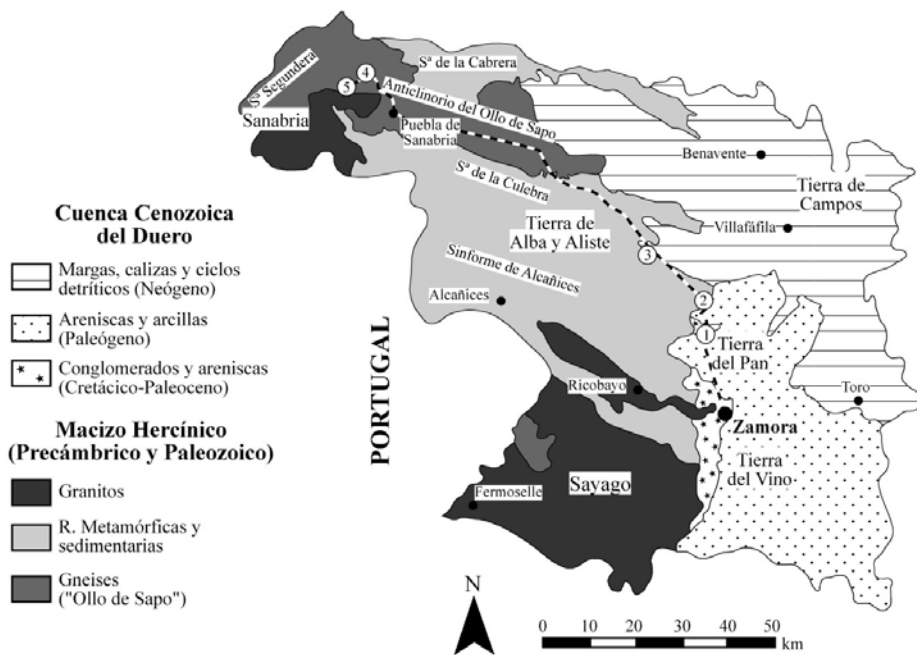 Sª Segundera
Sª de la Cabrera
5
4
Sanabria
Anticlinorio del Ollo de Sapo
Puebla de
Sanabria
Benavente
Sª de la Culebra
Tierra de
Campos
Cuenca Cenozoica
del Duero
Margas, calizas y ciclos
detríticos (Neógeno)
Areniscas y arcillas
(Paleógeno)
Conglomerados y areniscas
(Cretácico-Paleoceno)
Macizo Hercínico
(Precámbrico y Paleozoico)
Granitos
R. Metamórficas y
sedimentarias
Gneises
("Ollo de Sapo")
Tierra de
Alba y Aliste
Villafáfila
3
Sinforme de Alcañices
Alcañices
2
1
Tierra
del Pan
PORTUGAL
Ricobayo
Toro
Zamora
Tierra
del Vino
Sayago
Fermoselle
N
0 10 20 30 40 50
km